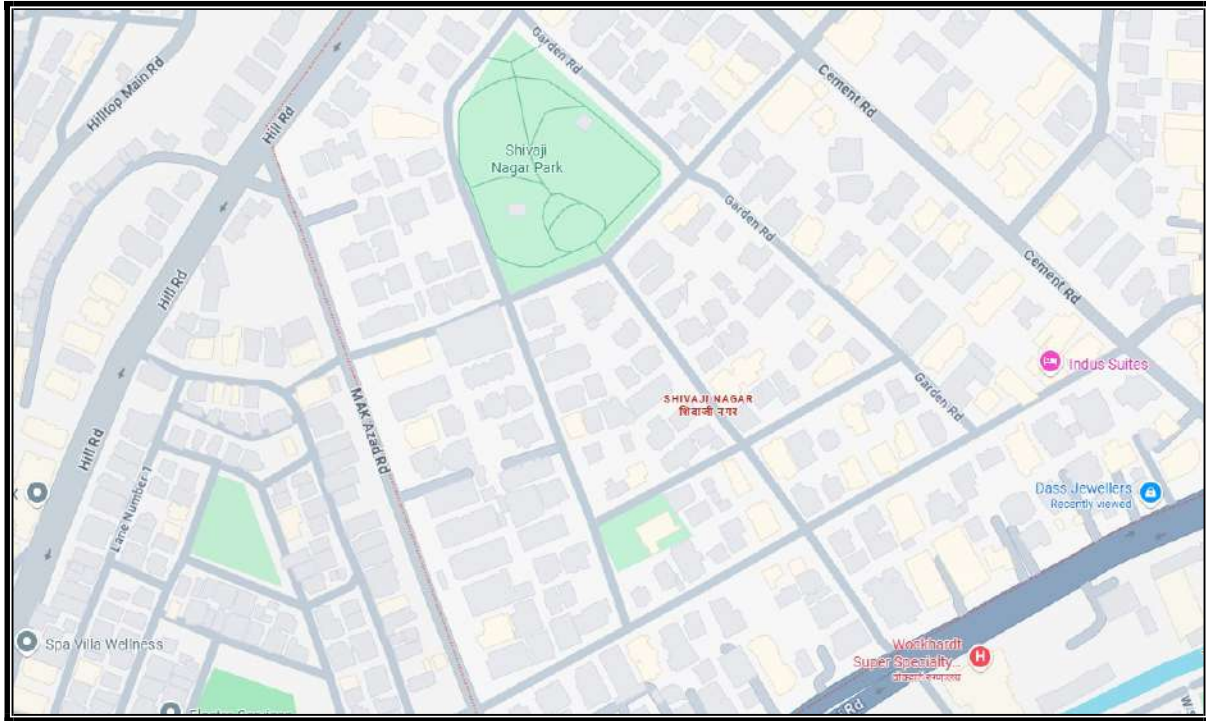 Garden Rd
Hilltop Main Rd
Hill Rd
Cement Rd
Shivaji
Nagar Park
Garden Rd
Hill Rd
Cement Rd
Indus Suites
SHIVAJI NAGAR
शिवाजी नगर
Garden Rd
MAK Azad Rd
Hill Rd
Lane Number-1
Dass Jewellers
Recently viewed
Spa Villa Wellness
Wockhardt
Super Specialty...
Rd